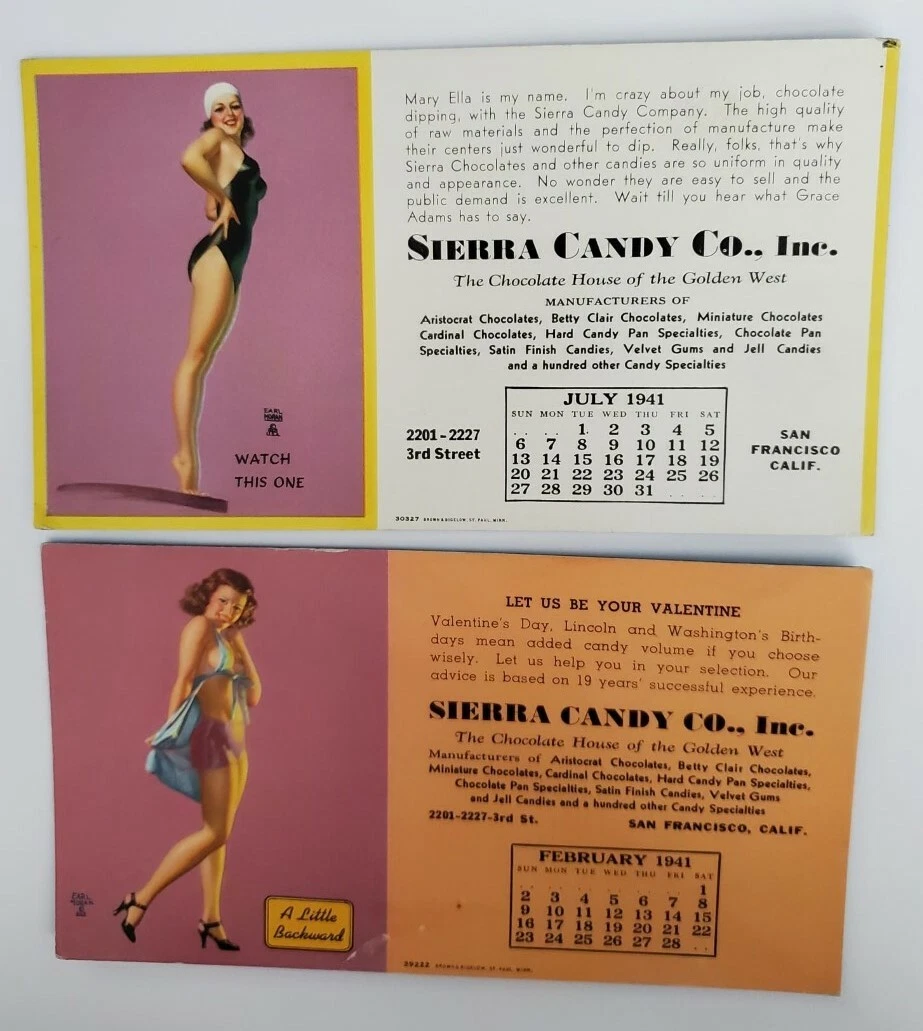 Mary Ella is my name. I'm crazy about my job, chocolate
dipping, with the Sierra Candy Company. The high quality
of raw materials and the perfection of manufacture make
their centers just wonderful to dip. Really, folks, that's why
Sierra Chocolates and other candies are so uniform in quality
and appearance. No wonder they are easy to sell and the
public demand is excellent. Wait till you hear what Grace
Adams has to say.
SIERRA CANDY CO., Inc.
The Chocolate House of the Golden West
MANUFACTURERS OF
Aristocrat Chocolates, Betty Clair Chocolates, Miniature Chocolates
Cardinal Chocolates, Hard Candy Pan Specialties, Chocolate Pan
Specialties, Satin Finish Candies, Velvet Gums and Jell Candies
and a hundred other Candy Specialties
EARL
MORAN
WATCH
THIS ONE
2201-2227
3rd Street
JULY 1941
SUN MON TUE WED THU FRI SAT
. . . . 1 2 3 4 5
6 7 8 9 10 11 12
13 14 15 16 17 18 19
20 21 22 23 24 25 26
27 28 29 30 31 . . . .
SAN
FRANCISCO
CALIF.
30327 BROWN & BIGELOW, ST. PAUL, MINN.
LET US BE YOUR VALENTINE
Valentine's Day, Lincoln and Washington's Birth-
days mean added candy volume if you choose
wisely. Let us help you in your selection. Our
advice is based on 19 years' successful experience.
SIERRA CANDY CO., Inc.
The Chocolate House of the Golden West
Manufacturers of Aristocrat Chocolates, Betty Clair Chocolates,
Miniature Chocolates, Cardinal Chocolates, Hard Candy Pan Specialties,
Chocolate Pan Specialties, Satin Finish Candies, Velvet Gums
and Jell Candies and a hundred other Candy Specialties
2201-2227-3rd St. SAN FRANCISCO, CALIF.
EARL
MORAN
A Little
Backward
FEBRUARY 1941
SUN MON TUE WED THU FRI SAT
1
2 3 4 5 6 7 8
9 10 11 12 13 14 15
16 17 18 19 20 21 22
23 24 25 26 27 28 . .
29222 BROWN & BIGELOW, ST. PAUL, MINN.